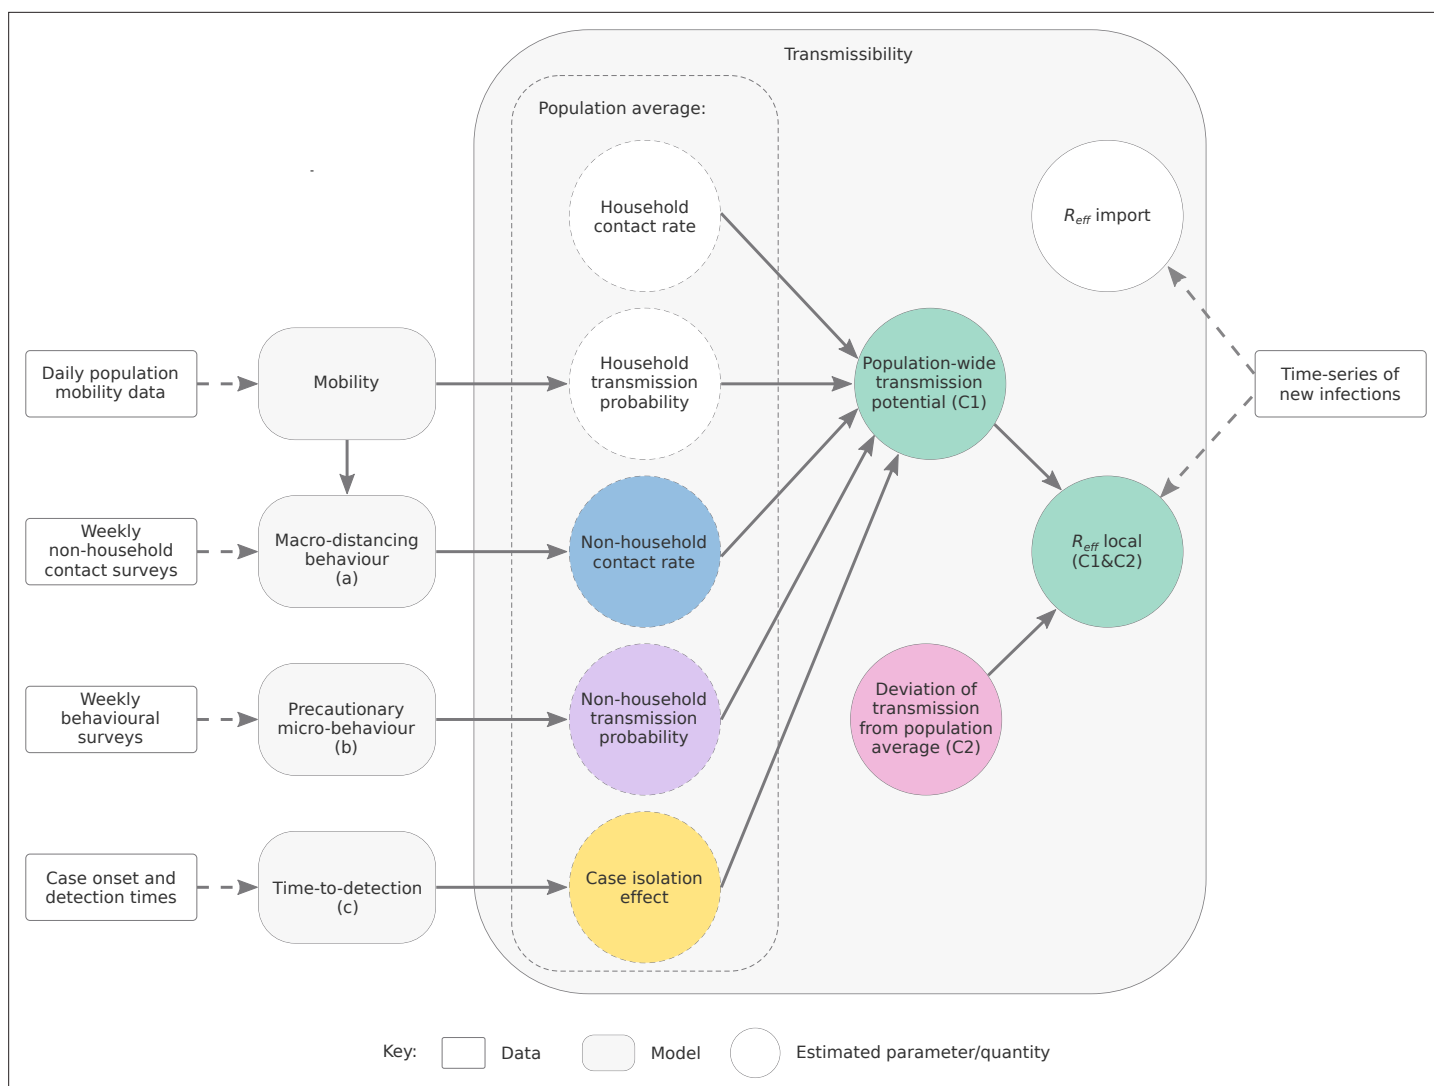 Transmissibility
Population average:
Household
contact rate
R_eff import
Daily population
mobility data
Mobility
Household
transmission
probability
Population-wide
transmission
potential (C1)
Time-series of
new infections
Weekly
non-household
contact surveys
Macro-distancing
behaviour
(a)
Non-household
contact rate
R_eff local
(C1&C2)
Weekly
behavioural
surveys
Precautionary
micro-behaviour
(b)
Non-household
transmission
probability
Deviation of
transmission
from population
average (C2)
Case onset and
detection times
Time-to-detection
(c)
Case isolation
effect
Key:
Data
Model
Estimated parameter/quantity